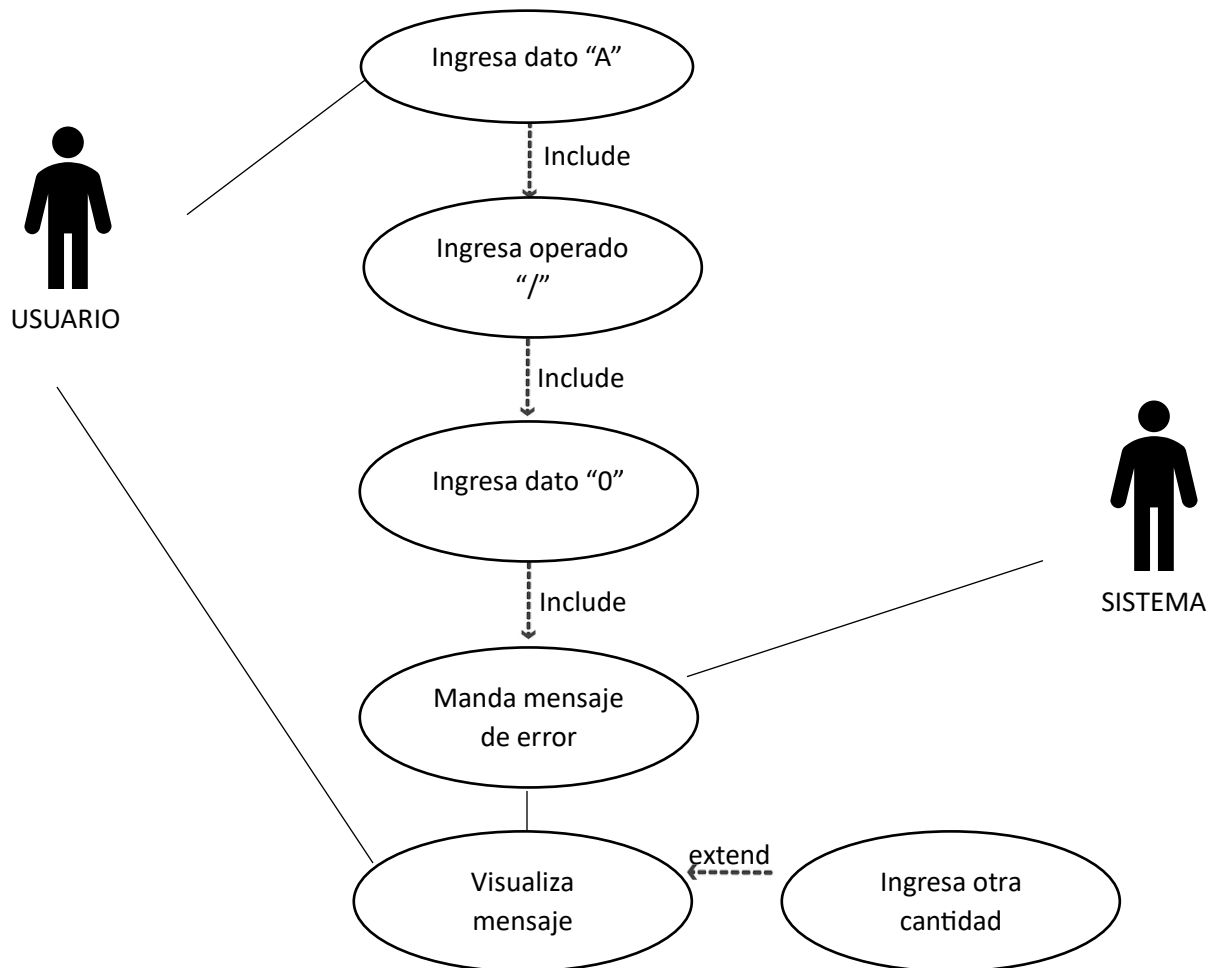 Ingresa dato “A”
Include
Ingresa operado
“/”
USUARIO
Include
Ingresa dato “0”
Include
SISTEMA
Manda mensaje
de error
extend
Visualiza
mensaje
Ingresa otra
cantidad